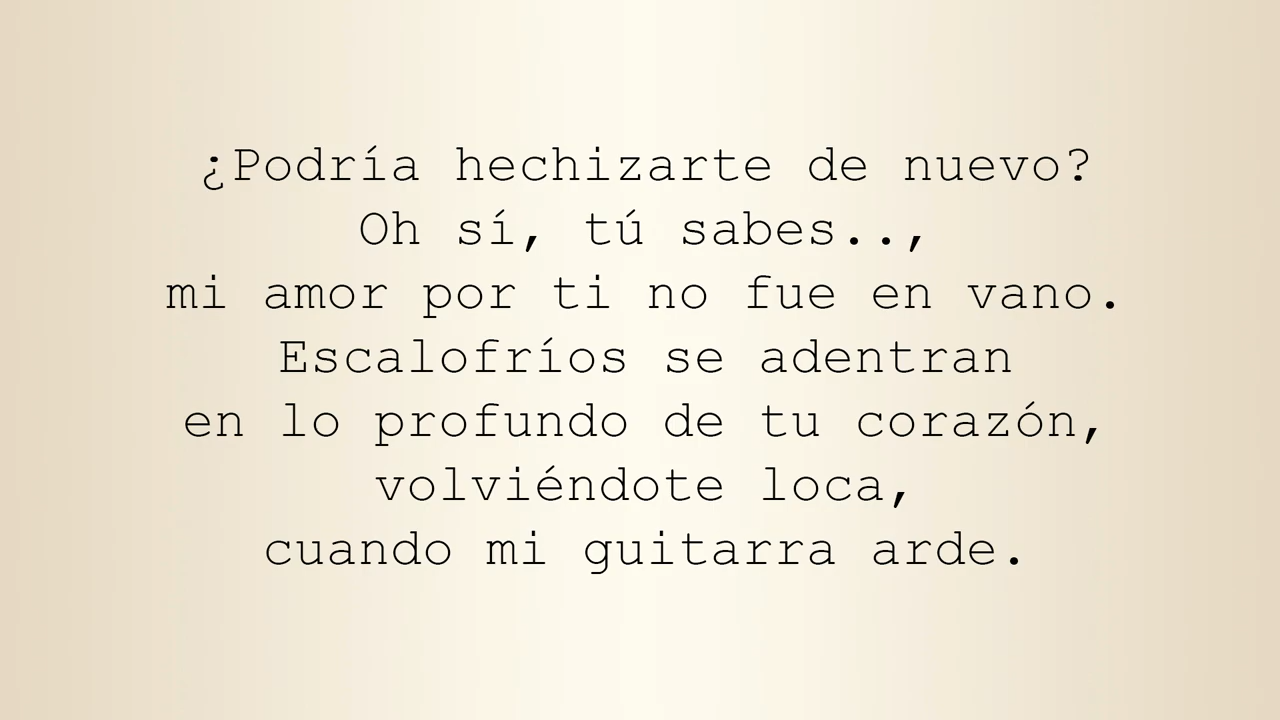 ¿Podría hechizarte de nuevo?
Oh sí, tú sabes..,
mi amor por ti no fue en vano.
Escalofríos se adentran
en lo profundo de tu corazón,
volviéndote loca,
cuando mi guitarra arde.